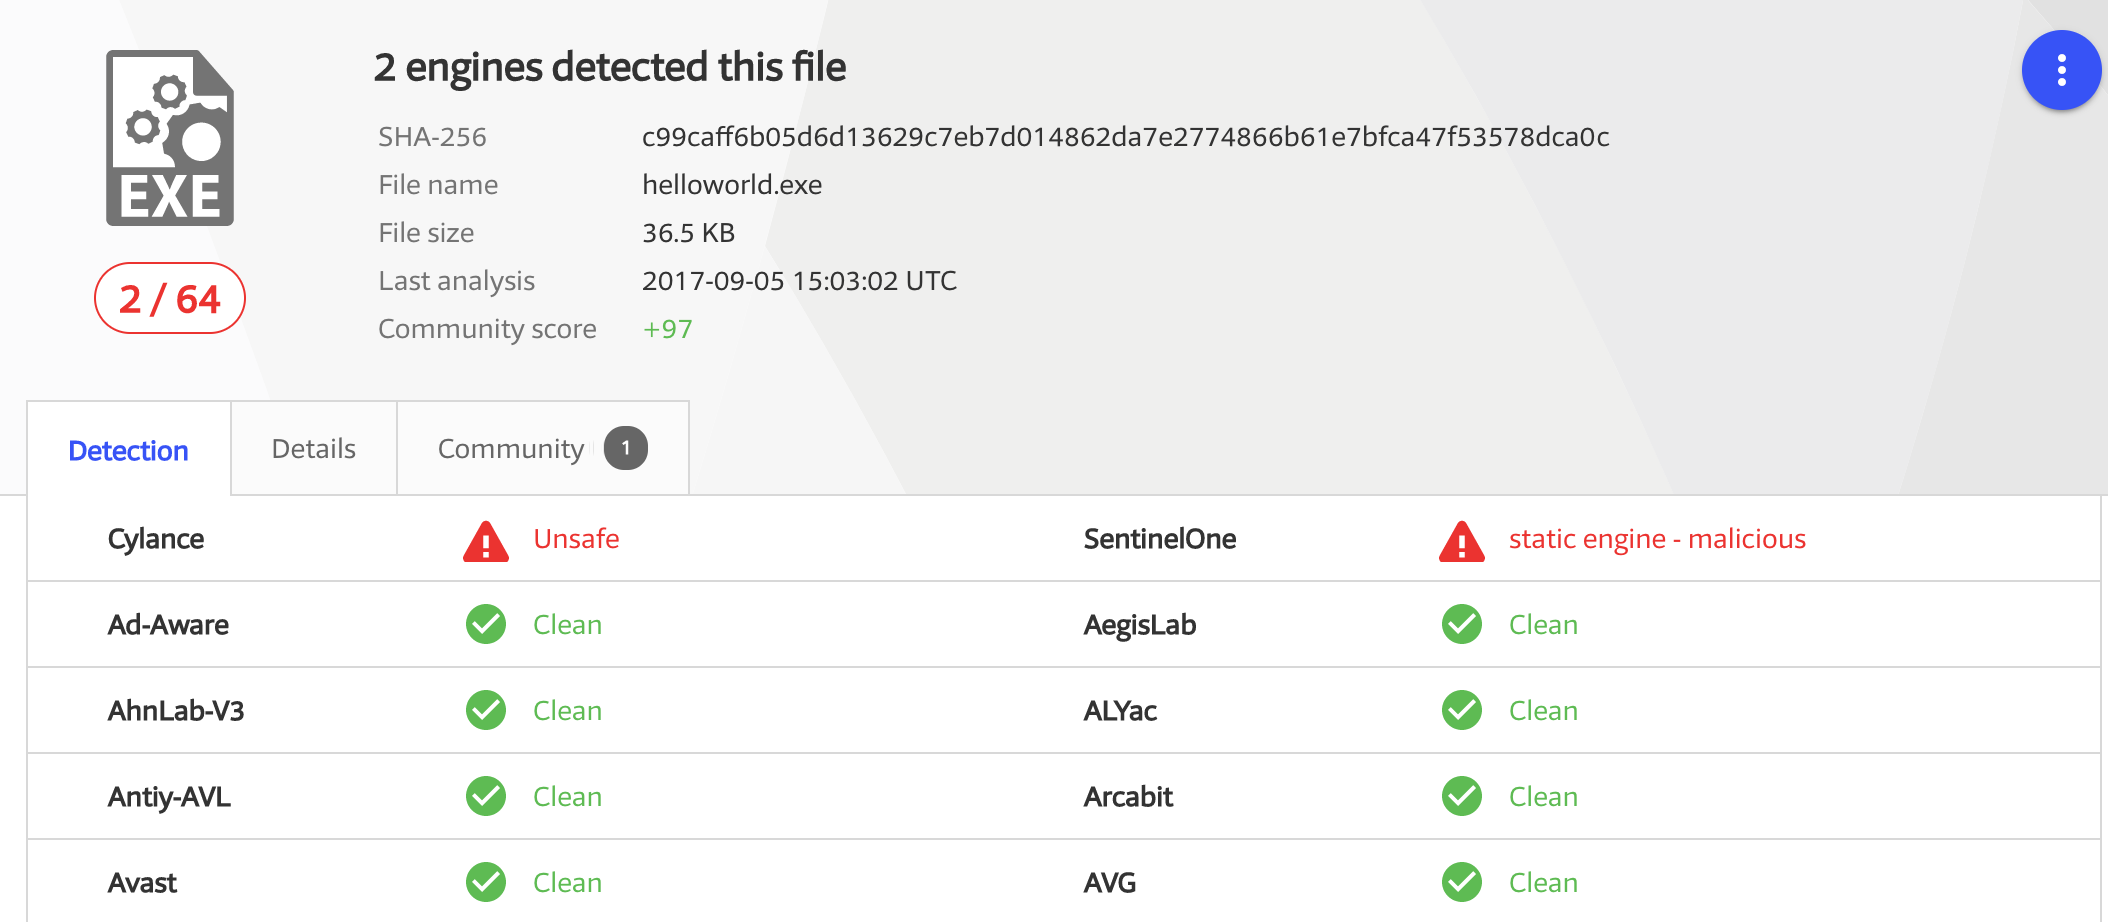 2 engines detected this file
SHA-256 c99caff6b05d6d13629c7eb7d014862da7e2774866b61e7bfca47f53578dca0c
File name helloworld.exe
File size 36.5 KB
Last analysis 2017-09-05 15:03:02 UTC
Community score +97
EXE
2 / 64
Detection Details Community 1
Cylance Unsafe SentinelOne static engine - malicious
Ad-Aware Clean AegisLab Clean
AhnLab-V3 Clean ALYac Clean
Antiy-AVL Clean Arcabit Clean
Avast Clean AVG Clean